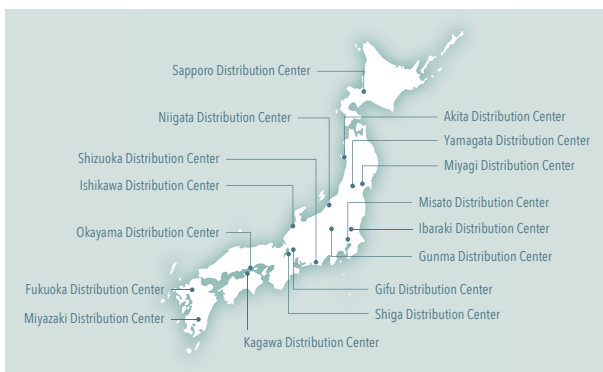 Sapporo Distribution Center
Niigata Distribution Center
Shizuoka Distribution Center
Ishikawa Distribution Center
Okayama Distribution Center
Fukuoka Distribution Center
Miyazaki Distribution Center
Kagawa Distribution Center
Akita Distribution Center
Yamagata Distribution Center
Miyagi Distribution Center
Misato Distribution Center
Ibaraki Distribution Center
Gunma Distribution Center
Gifu Distribution Center
Shiga Distribution Center